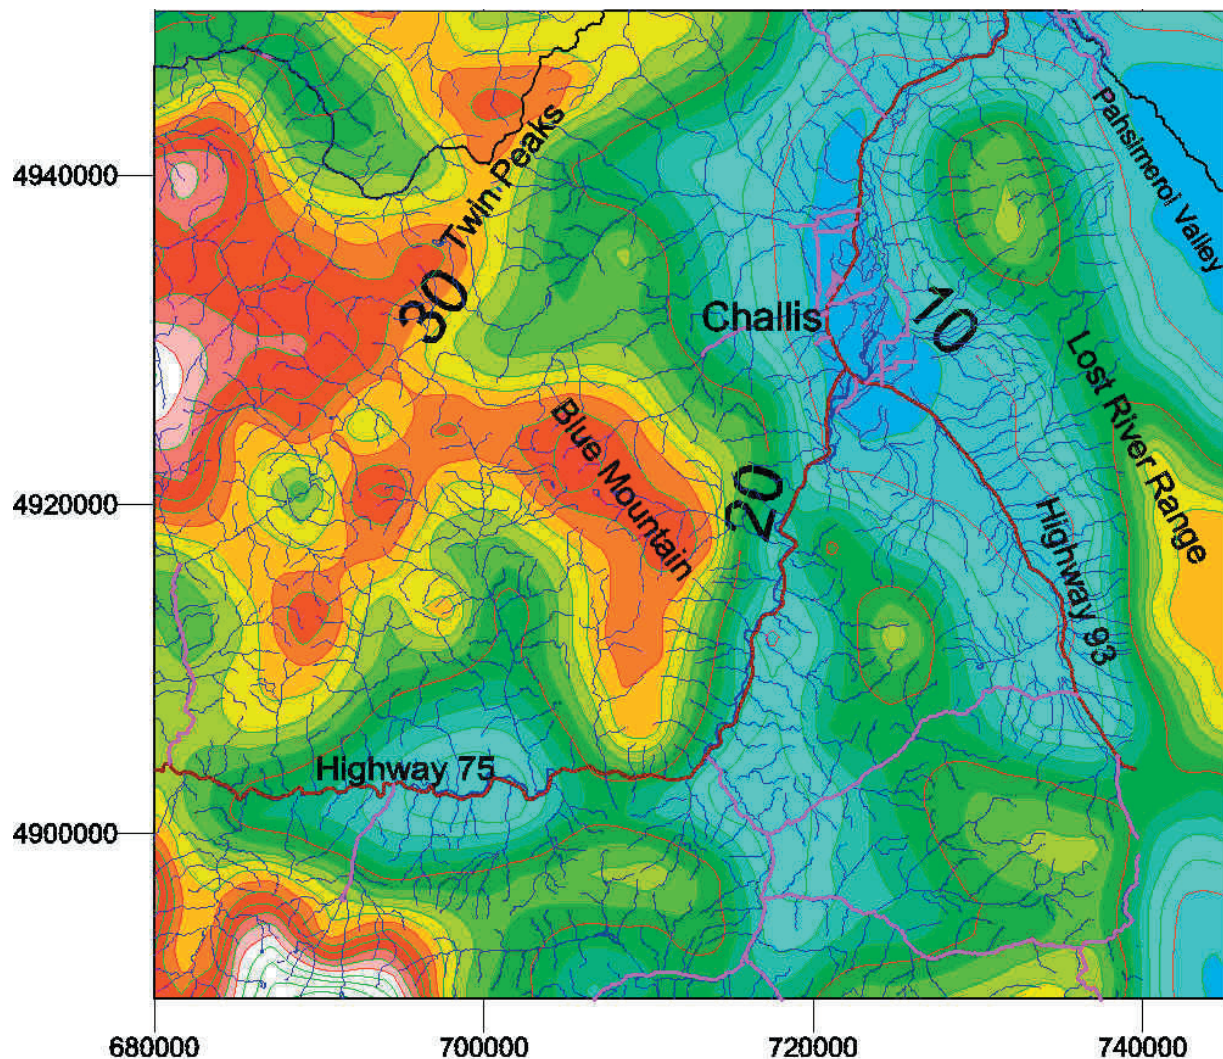 4940000
4920000
4900000
680000
700000
720000
740000
Twin Peaks
30
Pahsimeroi Valley
Challis
10
Lost River Range
Blue Mountain
20
Highway 93
Highway 75